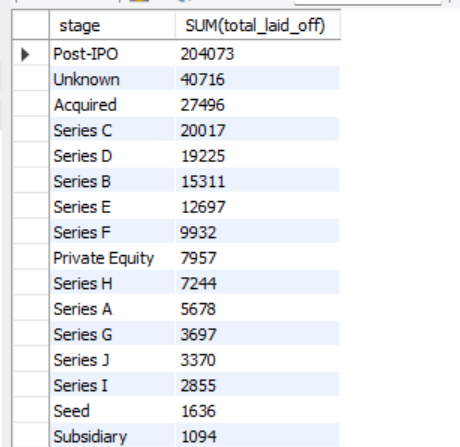 stage SUM(total_laid_off)
Post-IPO 204073
Unknown 40716
Acquired 27496
Series C 20017
Series D 19225
Series B 15311
Series E 12697
Series F 9932
Private Equity 7957
Series H 7244
Series A 5678
Series G 3697
Series J 3370
Series I 2855
Seed 1636
Subsidiary 1094